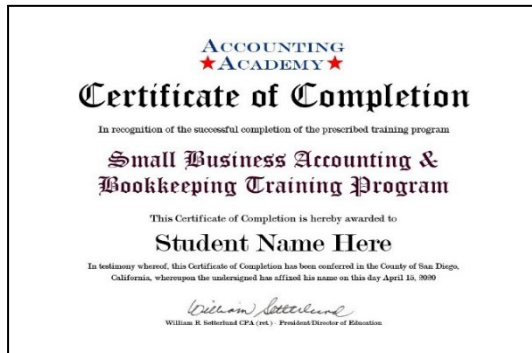 ACCOUNTING
★ACADEMY★
Certificate of Completion
In recognition of the successful completion of the prescribed training program
Small Business Accounting &
Bookkeeping Training Program
This Certificate of Completion is hereby awarded to
Student Name Here
In testimony whereof, this Certificate of Completion has been conferred in the County of San Diego,
California, whereupon the undersigned has affixed his name on this day April 15, 2020
William Setterlund
William H. Setterlund CPA (ret.) - President/Director of Education